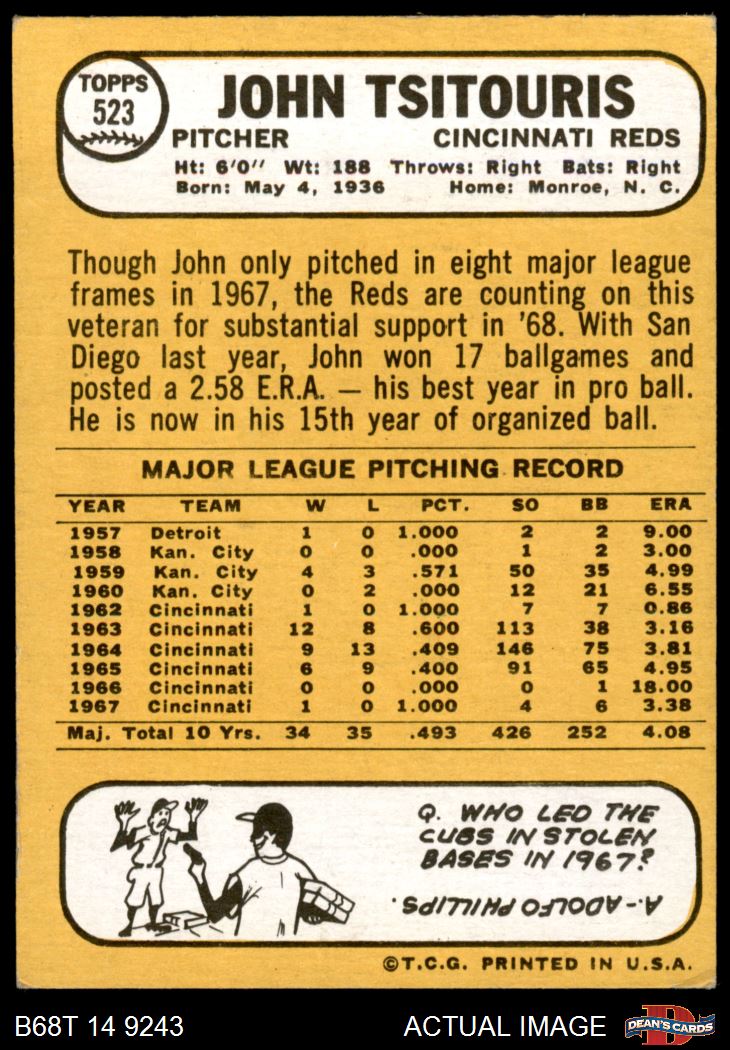 TOPPS
523
JOHN TSITOURIS
PITCHER CINCINNATI REDS
Ht: 6'0" Wt: 188 Throws: Right Bats: Right
Born: May 4, 1936 Home: Monroe, N. C.
Though John only pitched in eight major league
frames in 1967, the Reds are counting on this
veteran for substantial support in '68. With San
Diego last year, John won 17 ballgames and
posted a 2.58 E.R.A. — his best year in pro ball.
He is now in his 15th year of organized ball.
MAJOR LEAGUE PITCHING RECORD
YEAR TEAM W L PCT. SO BB ERA
1957 Detroit 1 0 1.000 2 2 9.00
1958 Kan. City 0 0 .000 1 2 3.00
1959 Kan. City 4 3 .571 50 35 4.99
1960 Kan. City 0 2 .000 12 21 6.55
1962 Cincinnati 1 0 1.000 7 7 0.86
1963 Cincinnati 12 8 .600 113 38 3.16
1964 Cincinnati 9 13 .409 146 75 3.81
1965 Cincinnati 6 9 .400 91 65 4.95
1966 Cincinnati 0 0 .000 0 1 18.00
1967 Cincinnati 1 0 1.000 4 6 3.38
Maj. Total 10 Yrs. 34 35 .493 426 252 4.08
Q. WHO LED THE
CUBS IN STOLEN
BASES IN 1967?
A.- ADOLFO PHILLIPS.
©T.C.G. PRINTED IN U.S.A.
B68T 14 9243 ACTUAL IMAGE
D
DEAN'S CARDS